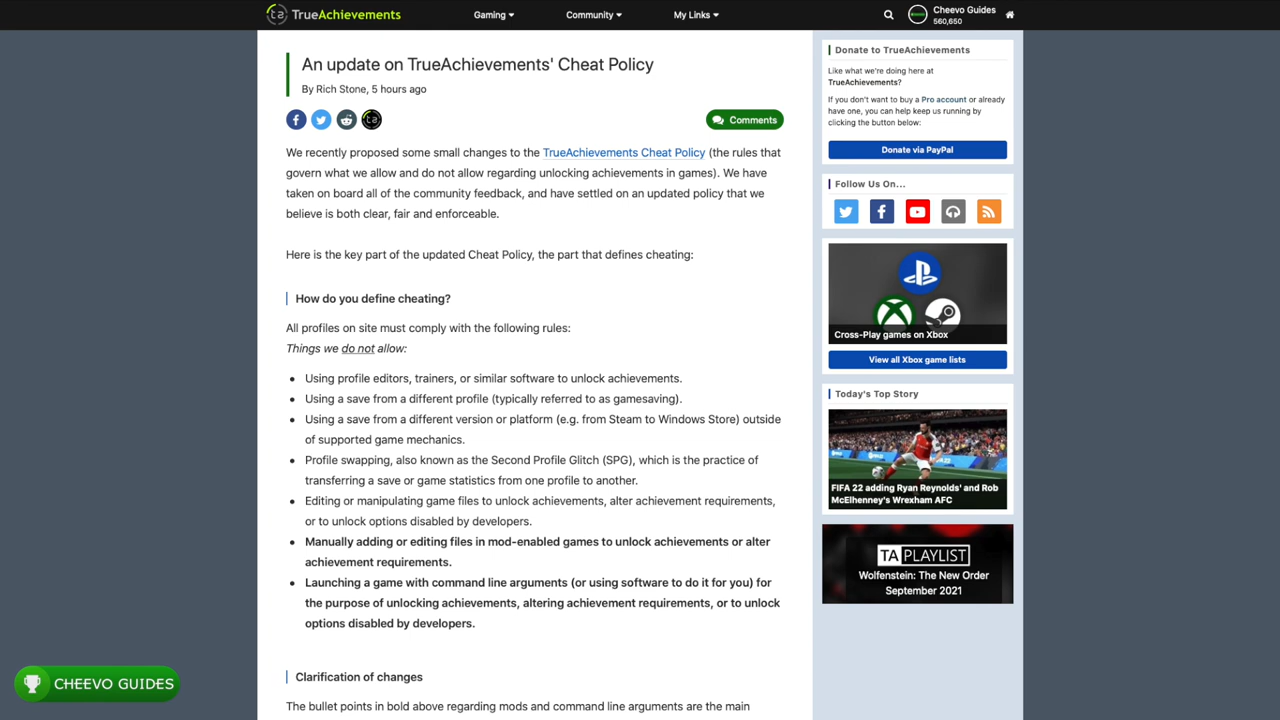 TrueAchievements
Gaming
Community
My Links
Cheevo Guides
560,650
An update on TrueAchievements' Cheat Policy
By Rich Stone, 5 hours ago
Comments
We recently proposed some small changes to the TrueAchievements Cheat Policy (the rules that
govern what we allow and do not allow regarding unlocking achievements in games). We have
taken on board all of the community feedback, and have settled on an updated policy that we
believe is both clear, fair and enforceable.
Here is the key part of the updated Cheat Policy, the part that defines cheating:
How do you define cheating?
All profiles on site must comply with the following rules:
Things we do not allow:
Using profile editors, trainers, or similar software to unlock achievements.
Using a save from a different profile (typically referred to as gamesaving).
Using a save from a different version or platform (e.g. from Steam to Windows Store) outside
of supported game mechanics.
Profile swapping, also known as the Second Profile Glitch (SPG), which is the practice of
transferring a save or game statistics from one profile to another.
Editing or manipulating game files to unlock achievements, alter achievement requirements,
or to unlock options disabled by developers.
Manually adding or editing files in mod-enabled games to unlock achievements or alter
achievement requirements.
Launching a game with command line arguments (or using software to do it for you) for
the purpose of unlocking achievements, altering achievement requirements, or to unlock
options disabled by developers.
Clarification of changes
The bullet points in bold above regarding mods and command line arguments are the main
Donate to TrueAchievements
Like what we're doing here at
TrueAchievements?
If you don't want to buy a Pro account or already
have one, you can help keep us running by
clicking the button below:
Donate via PayPal
Follow Us On...
Cross-Play games on Xbox
View all Xbox game lists
Today's Top Story
FIFA 22 adding Ryan Reynolds' and Rob
McElhenney's Wrexham AFC
TA PLAYLIST
Wolfenstein: The New Order
September 2021
CHEEVO GUIDES